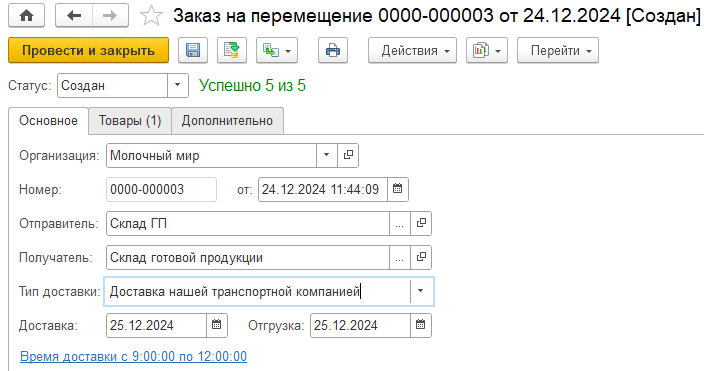 Заказ на перемещение 0000-000003 от 24.12.2024 [Создан]
Провести и закрыть Действия Перейти
Статус: Создан Успешно 5 из 5
Основное Товары (1) Дополнительно
Организация: Молочный мир
Номер: 0000-000003 от: 24.12.2024 11:44:09
Отправитель: Склад ГП ...
Получатель: Склад готовой продукции ...
Тип доставки: Доставка нашей транспортной компанией
Доставка: 25.12.2024 Отгрузка: 25.12.2024
Время доставки с 9:00:00 по 12:00:00